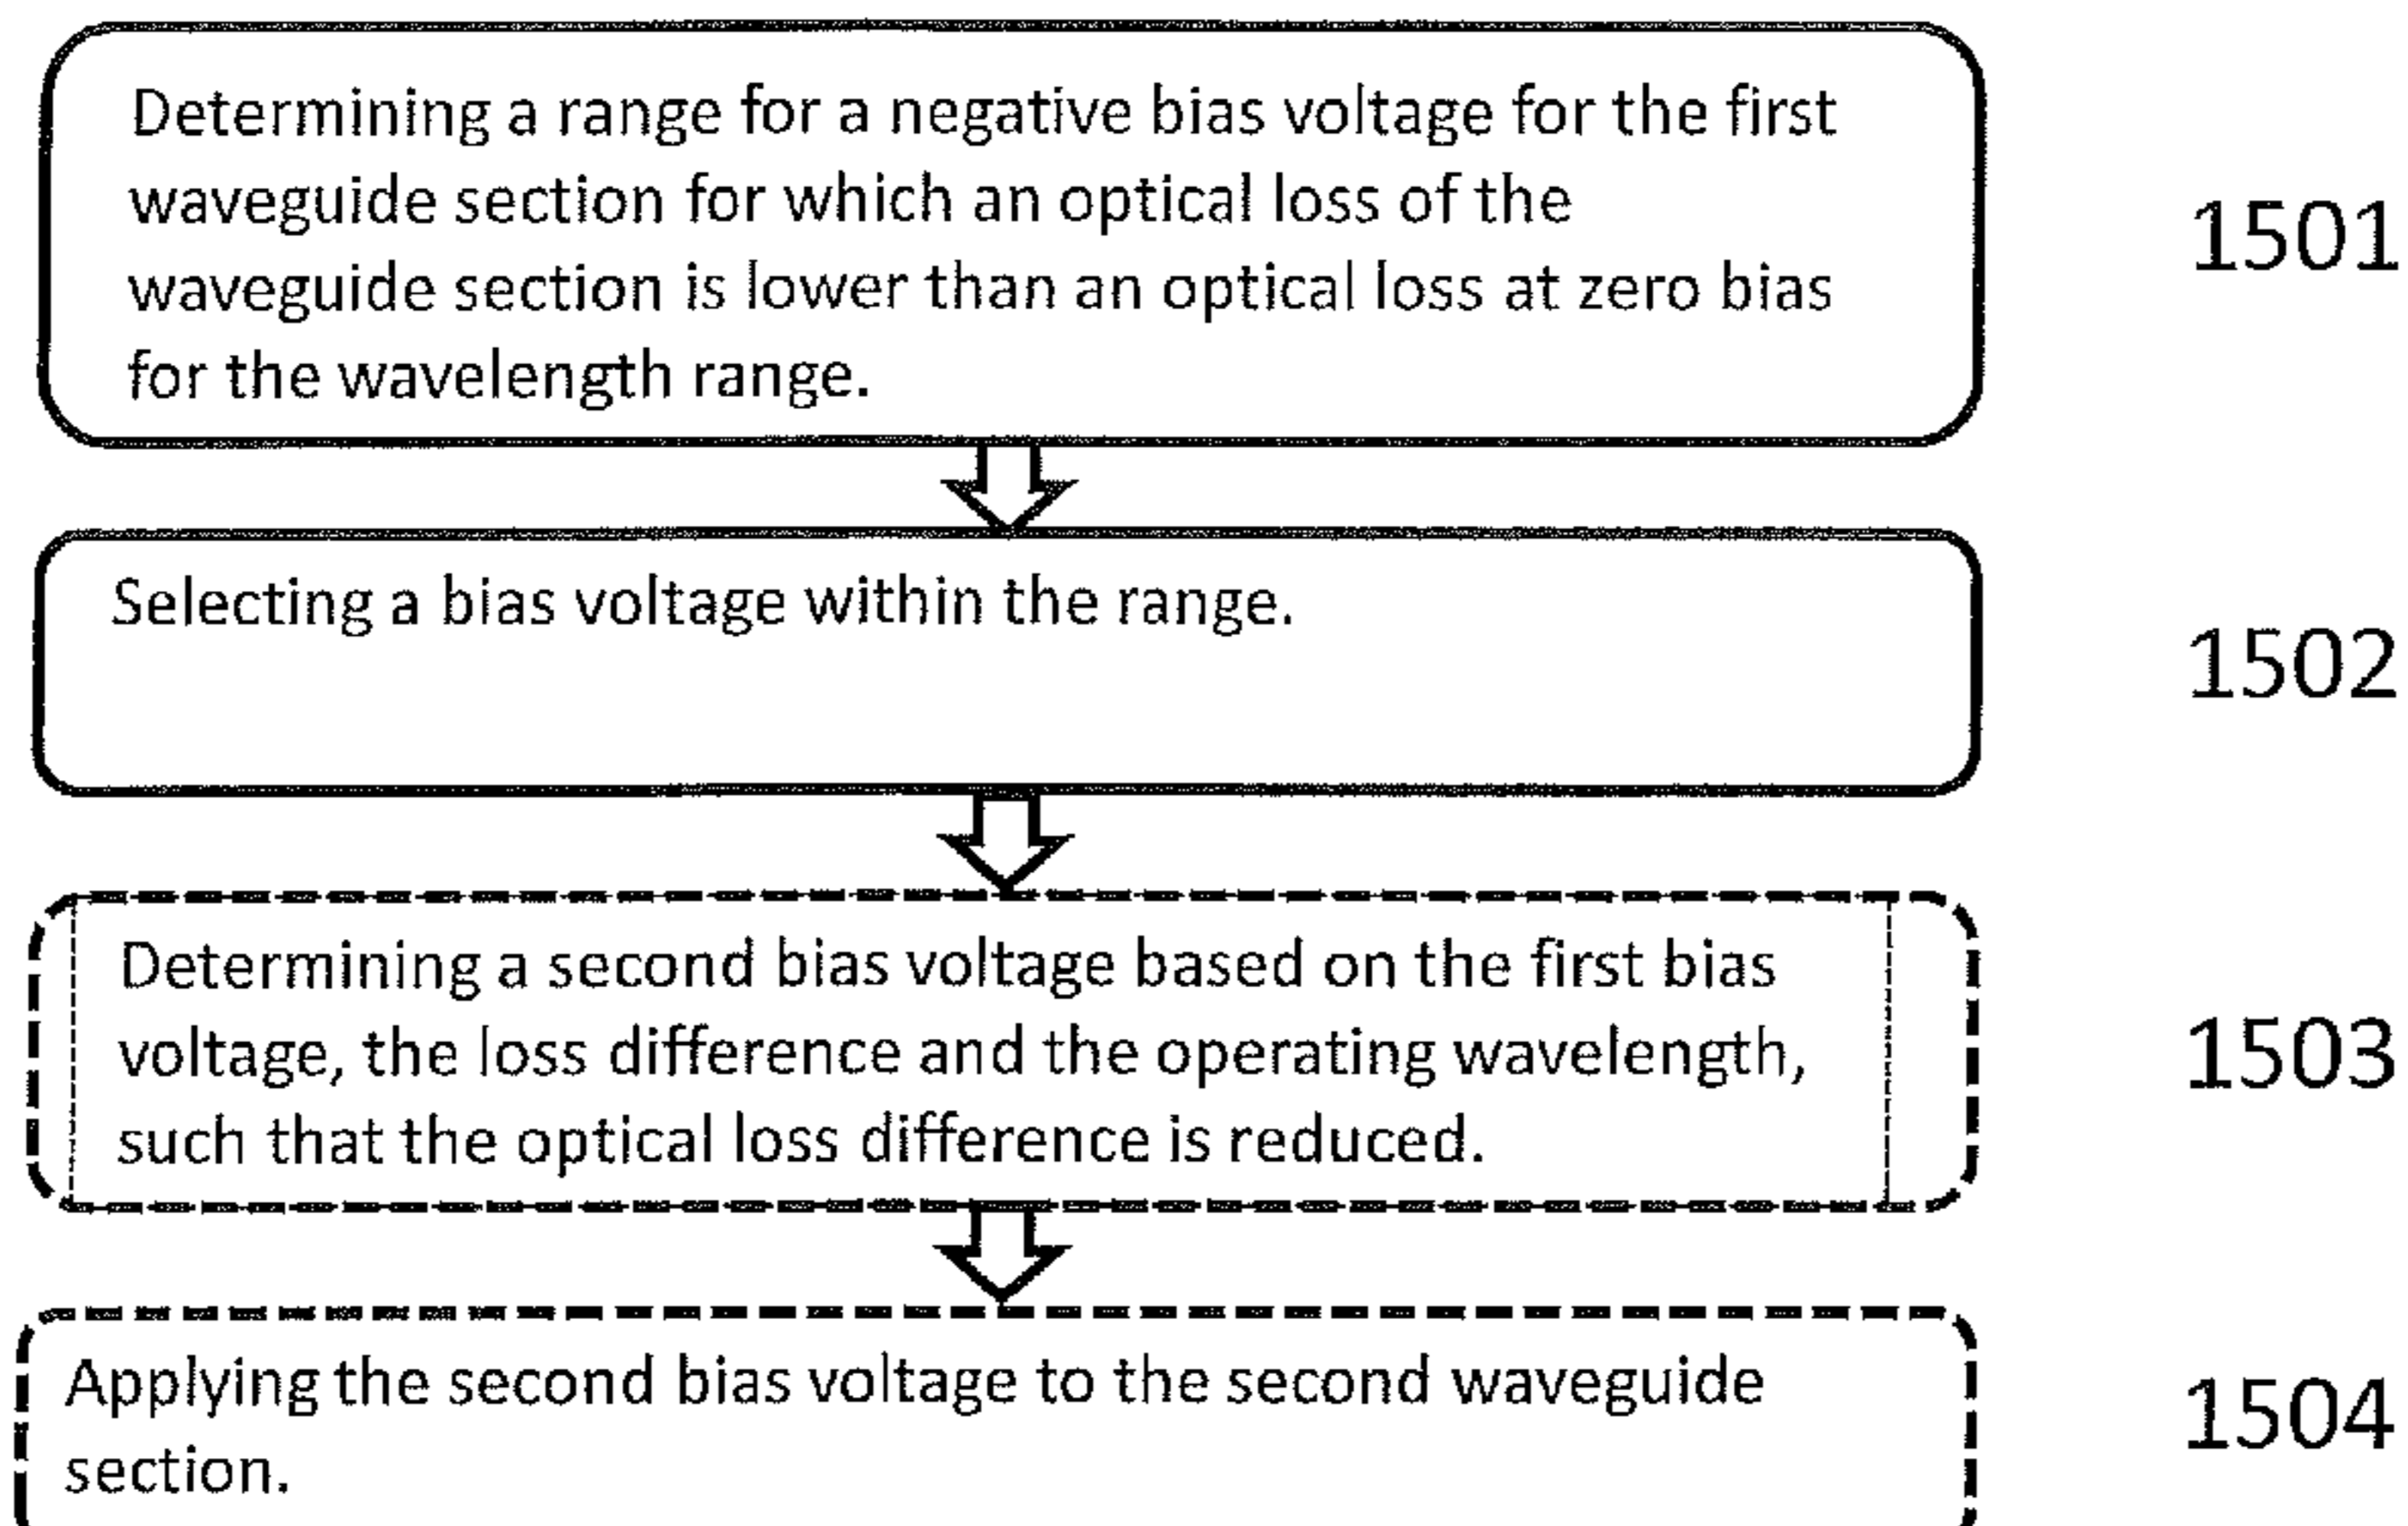 Determining a range for a negative bias voltage for the first
waveguide section for which an optical loss of the
waveguide section is lower than an optical loss at zero bias
for the wavelength range.
1501
Selecting a bias voltage within the range.
1502
Determining a second bias voltage based on the first bias
voltage, the loss difference and the operating wavelength,
such that the optical loss difference is reduced.
1503
Applying the second bias voltage to the second waveguide
section.
1504